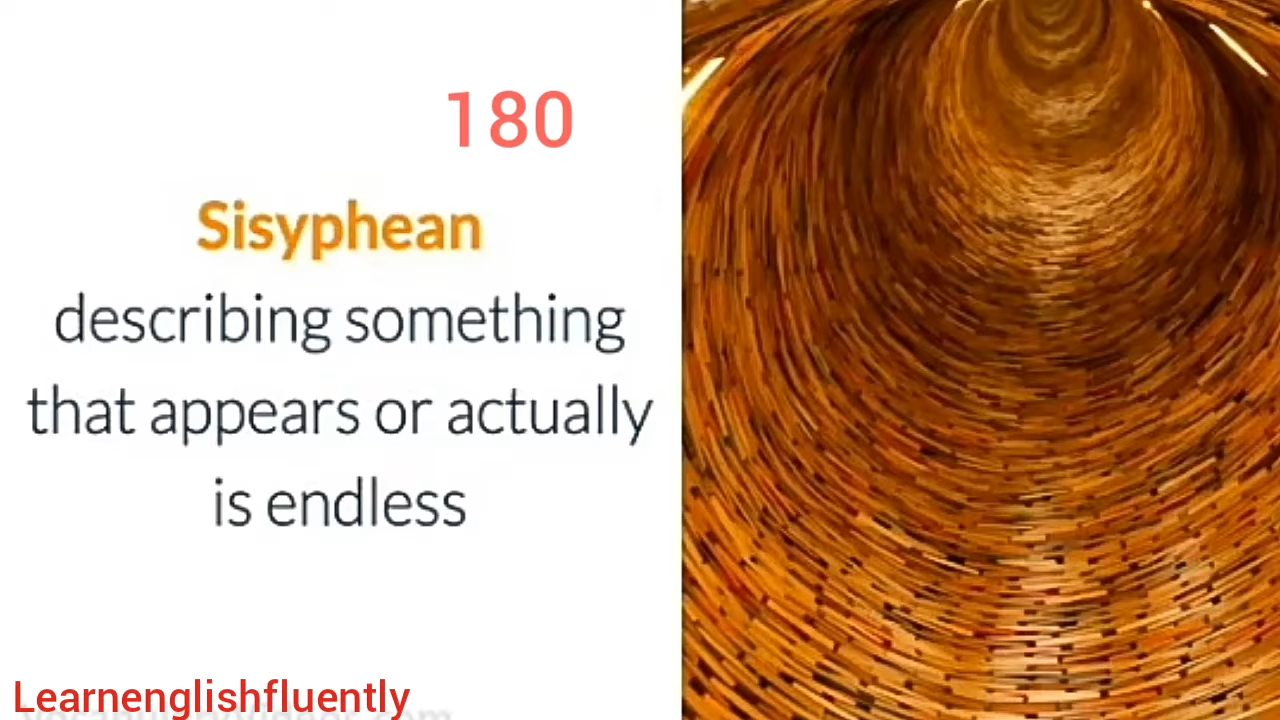 180
Sisyphean
describing something
that appears or actually
is endless
Learnenglishfluently